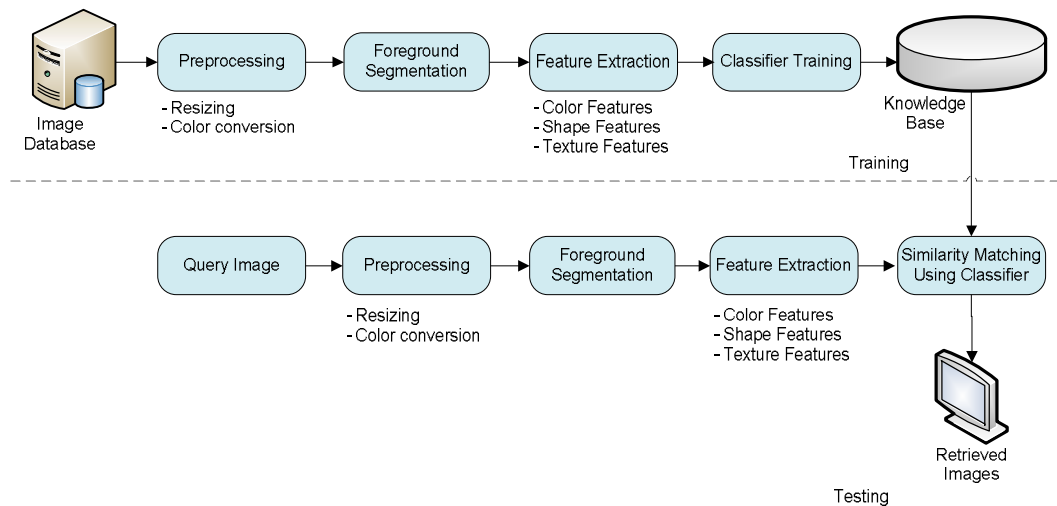 Preprocessing
Foreground
Segmentation
Feature Extraction
Classifier Training
- Resizing
- Color conversion
- Color Features
- Shape Features
- Texture Features
Image
Database
Knowledge
Base
Training
Query Image
Preprocessing
Foreground
Segmentation
Feature Extraction
Similarity Matching
Using Classifier
- Resizing
- Color conversion
- Color Features
- Shape Features
- Texture Features
Retrieved
Images
Testing